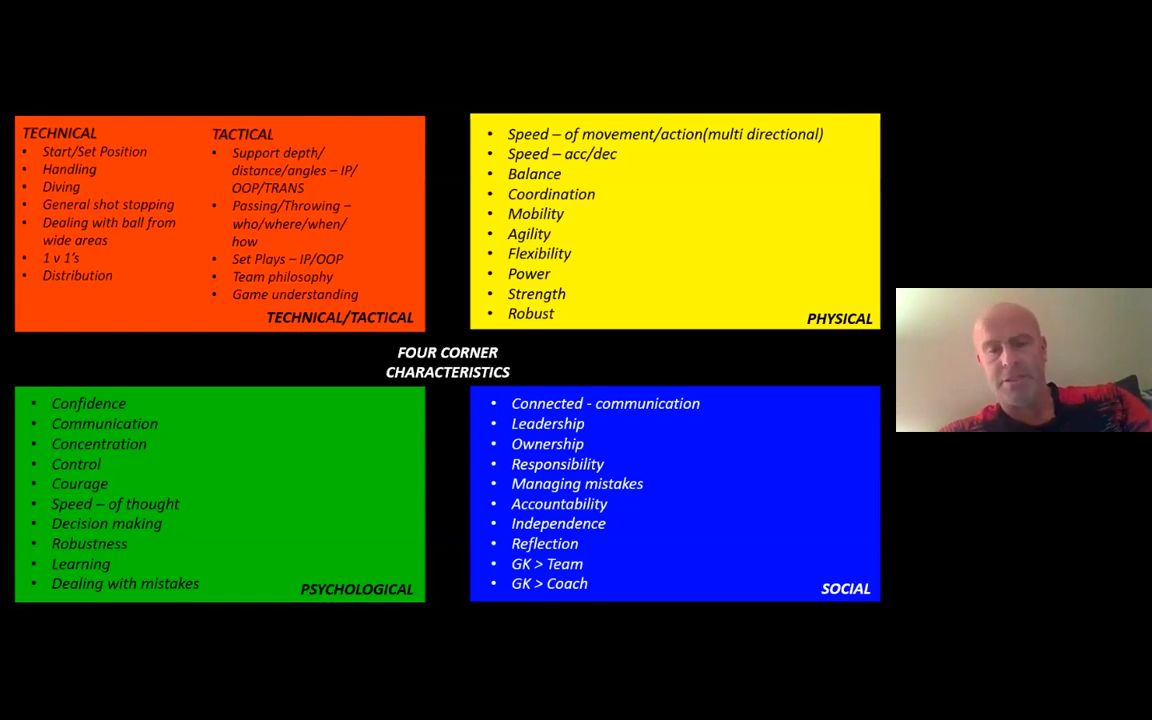 TECHNICAL
• Start/Set Position
• Handling
• Diving
• General shot stopping
• Dealing with ball from
wide areas
• 1 v 1's
• Distribution
TACTICAL
• Support depth/
distance/angles – IP/
OOP/TRANS
• Passing/Throwing –
who/where/when/
how
• Set Plays – IP/OOP
• Team philosophy
• Game understanding
TECHNICAL/TACTICAL
• Speed – of movement/action(multi directional)
• Speed – acc/dec
• Balance
• Coordination
• Mobility
• Agility
• Flexibility
• Power
• Strength
• Robust
PHYSICAL
FOUR CORNER
CHARACTERISTICS
• Confidence
• Communication
• Concentration
• Control
• Courage
• Speed – of thought
• Decision making
• Robustness
• Learning
• Dealing with mistakes
PSYCHOLOGICAL
• Connected - communication
• Leadership
• Ownership
• Responsibility
• Managing mistakes
• Accountability
• Independence
• Reflection
• GK > Team
• GK > Coach
SOCIAL